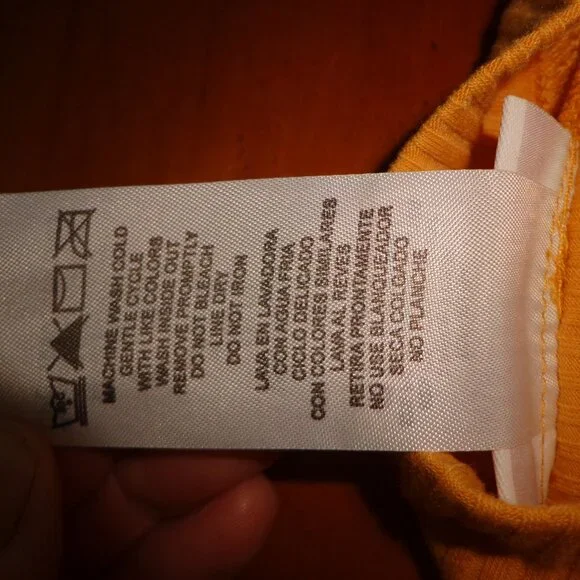 MACHINE WASH COLD
GENTLE CYCLE
WITH LIKE COLORS
WASH INSIDE OUT
REMOVE PROMPTLY
DO NOT BLEACH
LINE DRY
DO NOT IRON
LAVA EN LAVADORA
CON AGUA FRIA
CICLO DELICADO
CON COLORES SIMILARES
LAVA AL REVES
RETIRA PRONTAMENTE
NO USE BLANQUEADOR
SECA COLGADO
NO PLANCHE